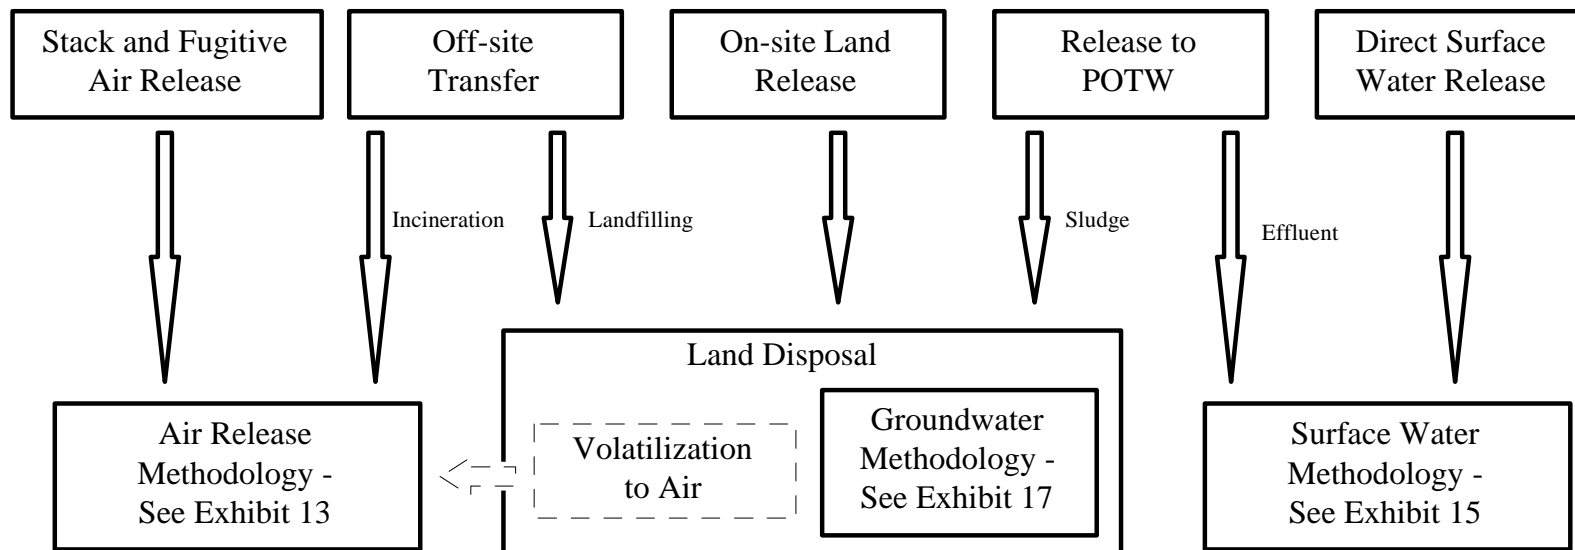 Stack and Fugitive
Air Release
Off-site
Transfer
On-site Land
Release
Release to
POTW
Direct Surface
Water Release
Incineration
Landfilling
Sludge
Effluent
Land Disposal
Air Release
Methodology -
See Exhibit 13
Volatilization
to Air
Groundwater
Methodology -
See Exhibit 17
Surface Water
Methodology -
See Exhibit 15